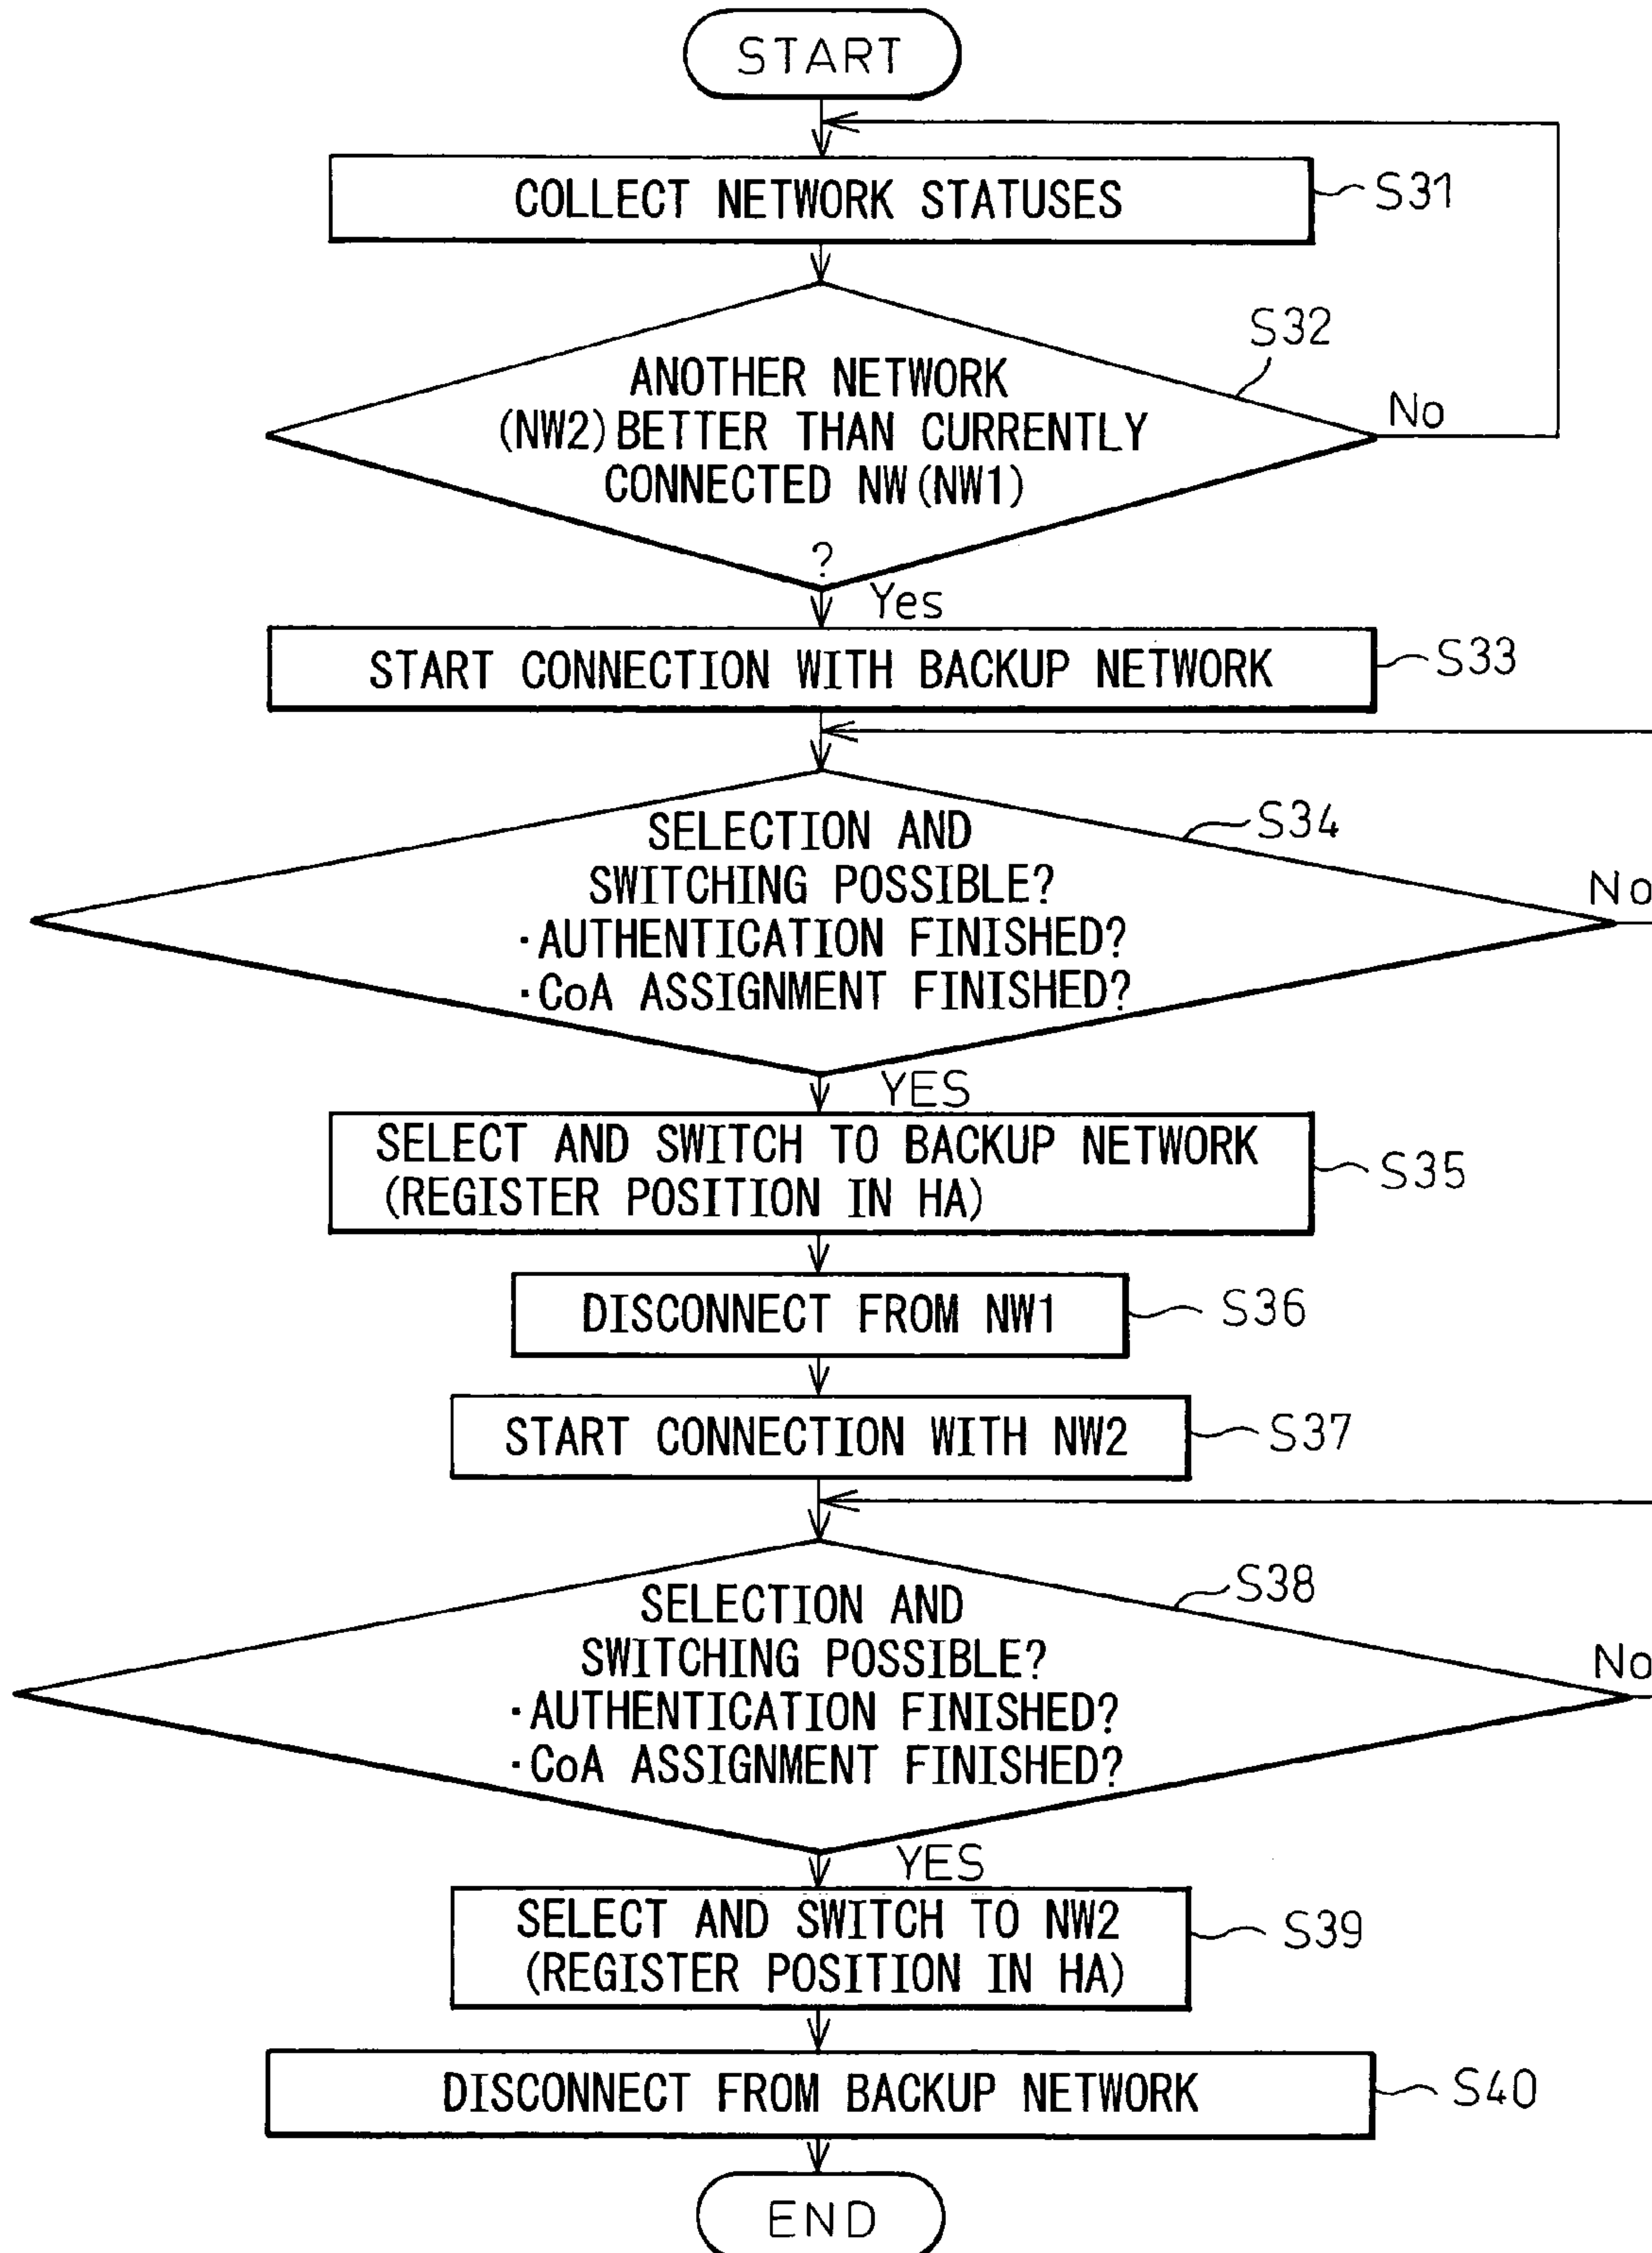 START
COLLECT NETWORK STATUSES
S31
S32
ANOTHER NETWORK
(NW2) BETTER THAN CURRENTLY
CONNECTED NW (NW1)
?
No
Yes
START CONNECTION WITH BACKUP NETWORK
S33
SELECTION AND
SWITCHING POSSIBLE?
·AUTHENTICATION FINISHED?
·CoA ASSIGNMENT FINISHED?
S34
No
YES
SELECT AND SWITCH TO BACKUP NETWORK
(REGISTER POSITION IN HA)
S35
DISCONNECT FROM NW1
S36
START CONNECTION WITH NW2
S37
SELECTION AND
SWITCHING POSSIBLE?
·AUTHENTICATION FINISHED?
·CoA ASSIGNMENT FINISHED?
S38
No
YES
SELECT AND SWITCH TO NW2
(REGISTER POSITION IN HA)
S39
DISCONNECT FROM BACKUP NETWORK
S40
END